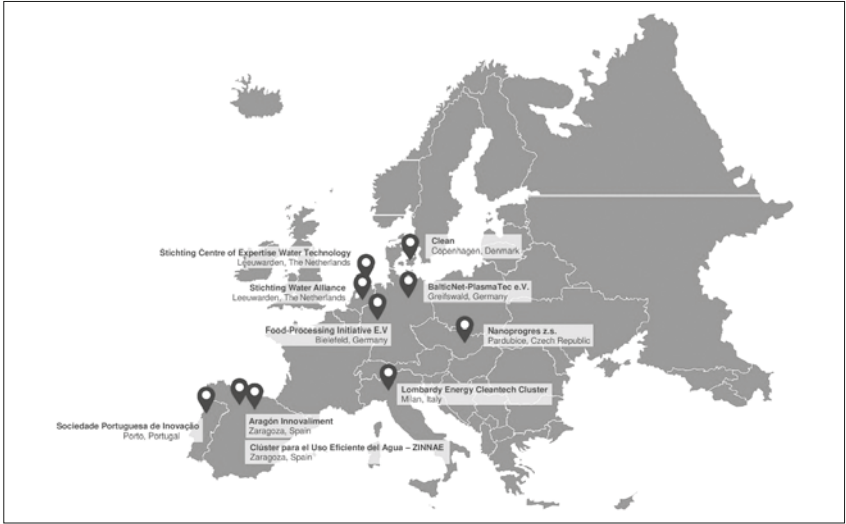 Clean
Copenhagen, Denmark
Stichting Centre of Expertise Water Technology
Leeuwarden, The Netherlands
Stichting Water Alliance
Leeuwarden, The Netherlands
BalticNet-PlasmaTec e.V.
Greifswald, Germany
Food-Processing Initiative E.V
Bielefeld, Germany
Nanoprogres z.s.
Pardubice, Czech Republic
Lombardy Energy Cleantech Cluster
Milan, Italy
Sociedade Portuguesa de Inovação
Porto, Portugal
Aragón Innovaliment
Zaragoza, Spain
Clúster para el Uso Eficiente del Agua – ZINNAE
Zaragoza, Spain